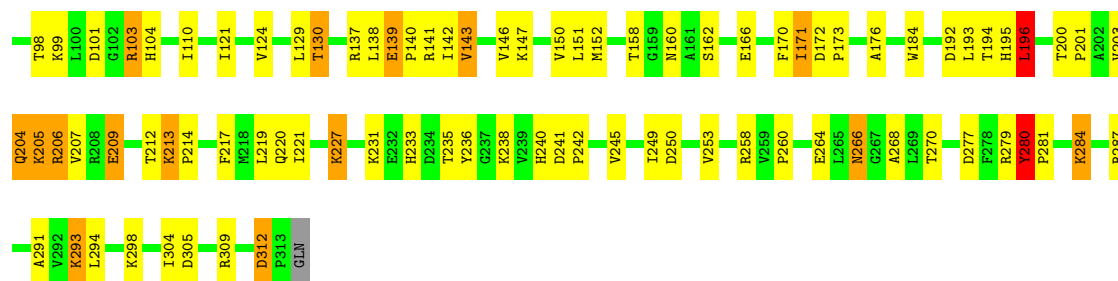 T98 K99 L100 D101 G102 R103 H104 I110 I121 V124 L129 T130 R137 L138 E139 P140 R141 I142 V143 V146 K147 V150 L151 M152 T158 G159 N160 A161 S162 E166 F170 I171 D172 P173 A176 W184 D192 L193 T194 H195 L196 T200 P201 A202 V203
Q204 K205 R206 V207 R208 E209 T212 K213 P214 F217 M218 L219 Q220 I221 K227 K231 E232 H233 D234 T235 Y236 G237 K238 V239 H240 D241 P242 V245 I249 D250 V253 R258 V259 P260 E264 L265 N266 G267 A268 L269 T270 D277 F278 R279 Y280 P281 K284
A291 V292 K293 L294 K298 I304 D305 R309 D312 P313 GLN